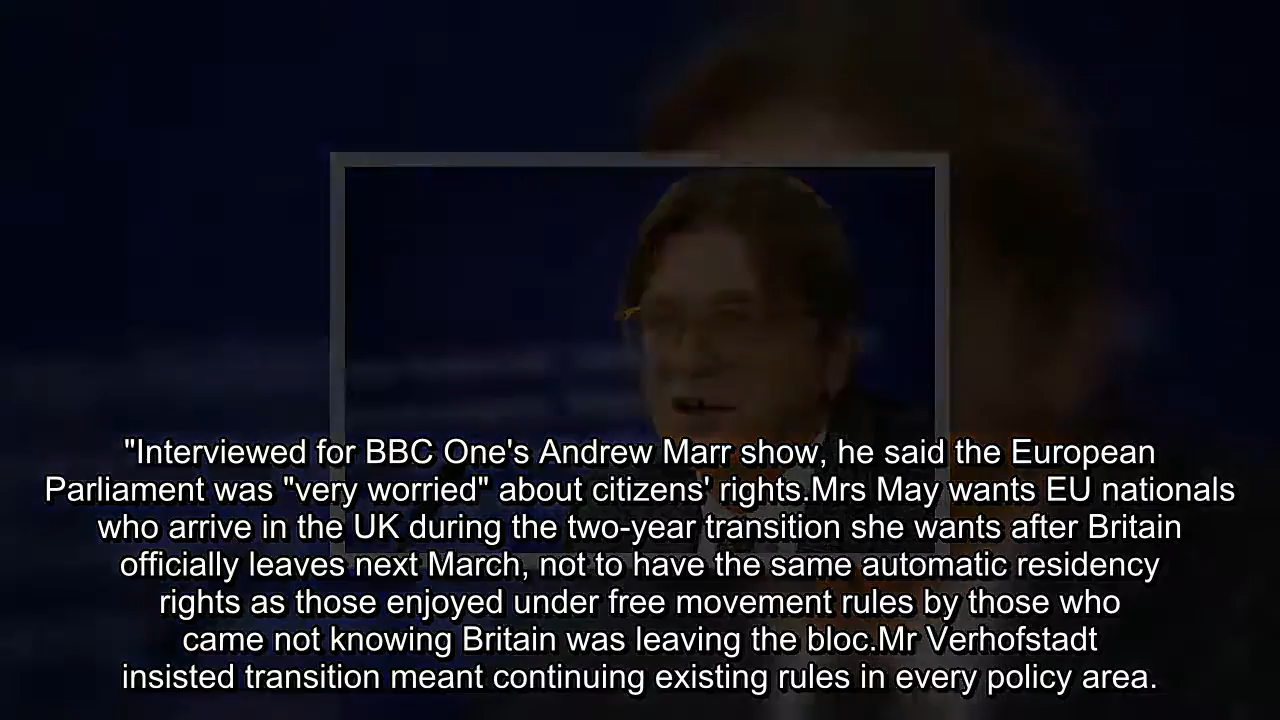 "Interviewed for BBC One's Andrew Marr show, he said the European
Parliament was "very worried" about citizens' rights.Mrs May wants EU nationals
who arrive in the UK during the two-year transition she wants after Britain
officially leaves next March, not to have the same automatic residency
rights as those enjoyed under free movement rules by those who
came not knowing Britain was leaving the bloc.Mr Verhofstadt
insisted transition meant continuing existing rules in every policy area.